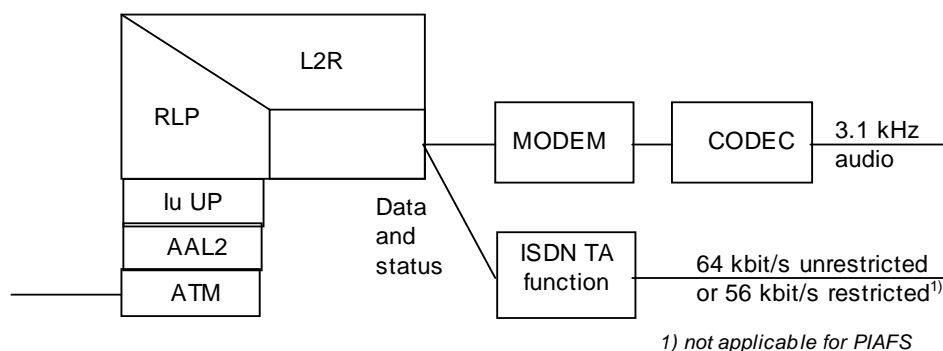 L2R
RLP
MODEM
CODEC
3.1 kHz
audio
Iu UP
AAL2
ATM
Data
and
status
ISDN TA
function
64 kbit/s unrestricted
or 56 kbit/s restricted¹⁾
1) not applicable for PIAFS